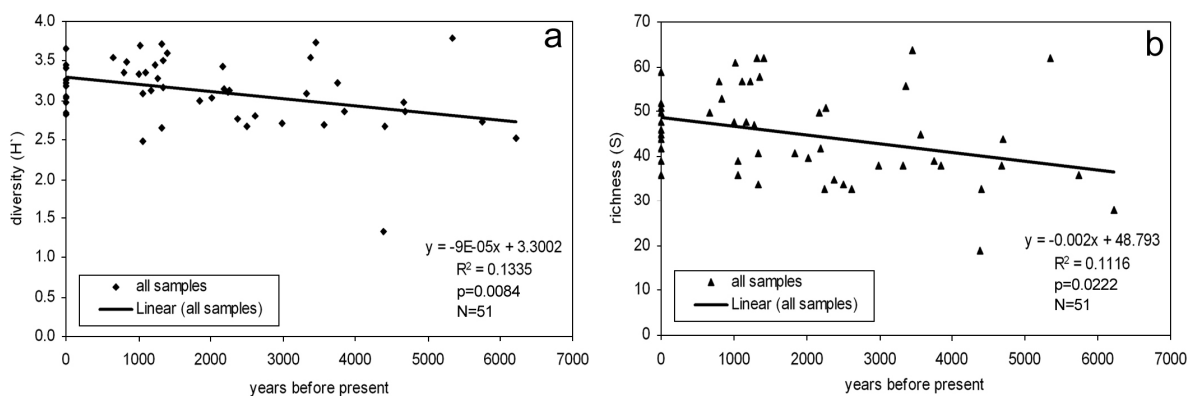 a
4.0
3.5
3.0
2.5
2.0
1.5
1.0
0.5
0.0
diversity (H`)
y = -9E-05x + 3.3002
R² = 0.1335
p=0.0084
N=51
all samples
Linear (all samples)
0 1000 2000 3000 4000 5000 6000 7000
years before present
b
70
60
50
40
30
20
10
0
richness (S)
y = -0.002x + 48.793
R² = 0.1116
p=0.0222
N=51
all samples
Linear (all samples)
0 1000 2000 3000 4000 5000 6000 7000
years before present